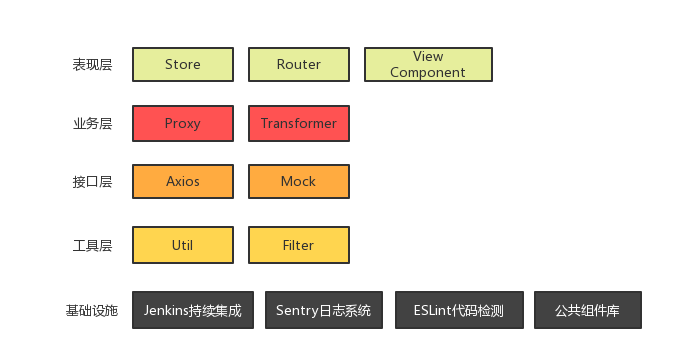 表现层 Store Router View
Component
业务层 Proxy Transformer
接口层 Axios Mock
工具层 Util Filter
基础设施 Jenkins持续集成 Sentry日志系统 ESLint代码检测 公共组件库